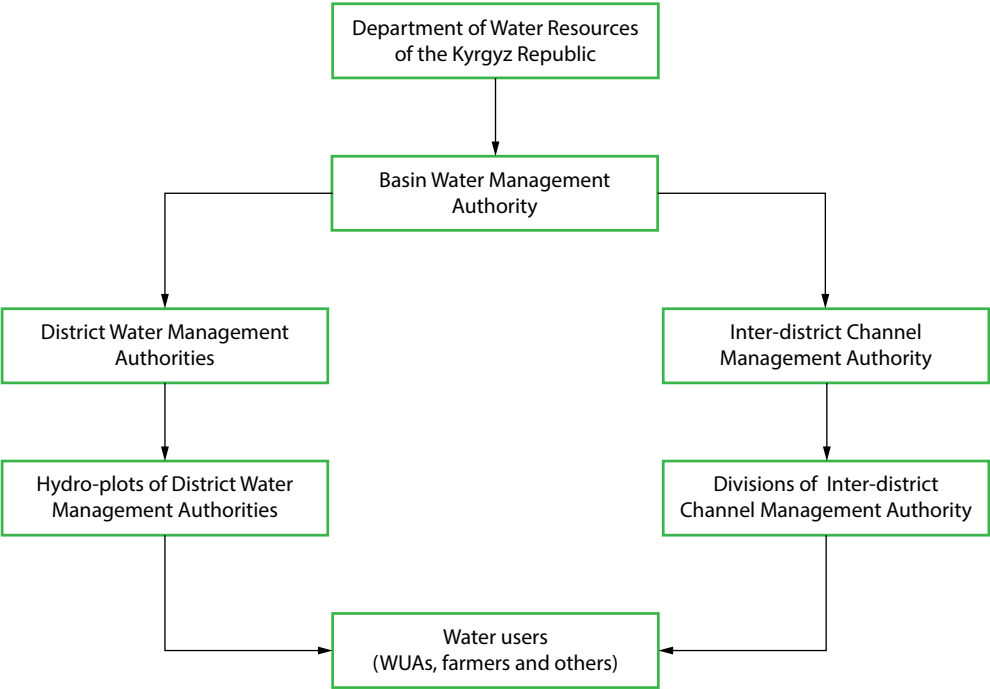 Department of Water Resources
of the Kyrgyz Republic
Basin Water Management
Authority
District Water Management
Authorities
Inter-district Channel
Management Authority
Hydro-plots of District Water
Management Authorities
Divisions of Inter-district
Channel Management Authority
Water users
(WUAs, farmers and others)